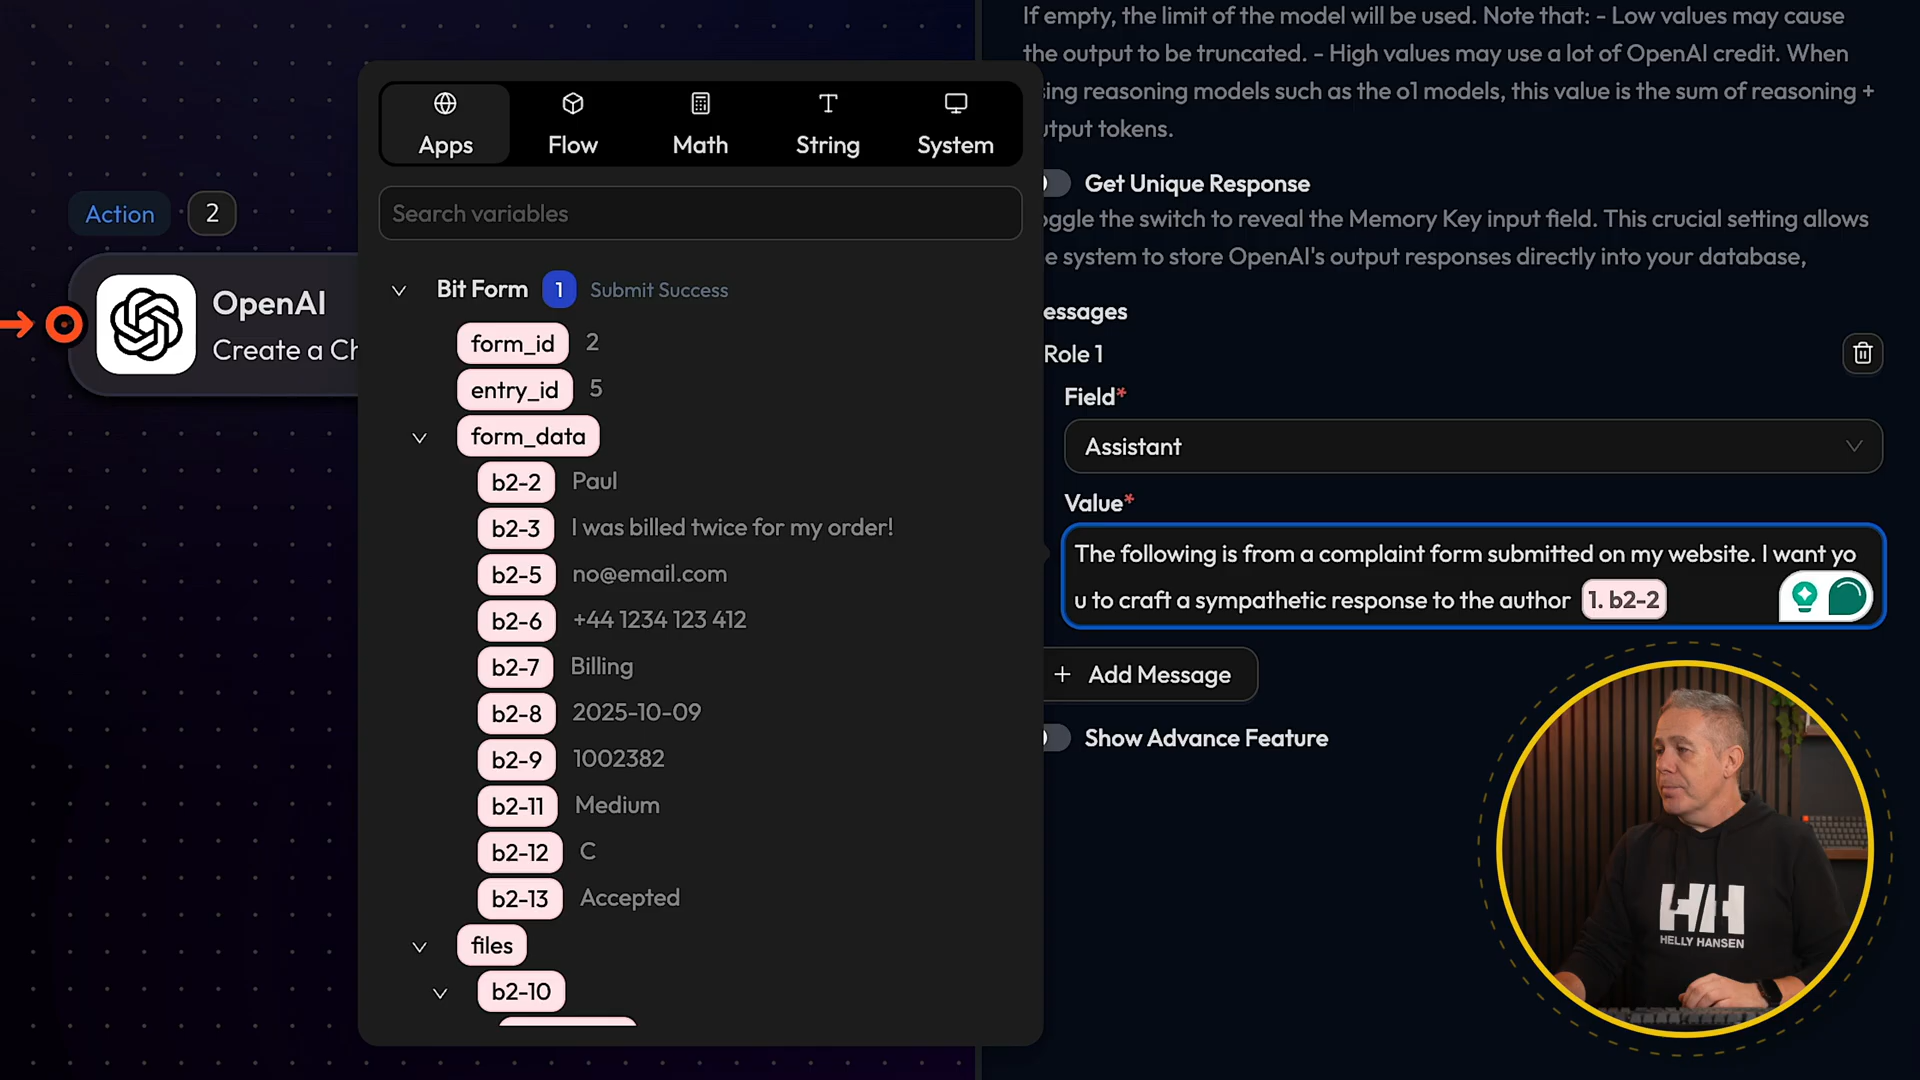 If empty, the limit of the model will be used. Note that: - Low values may cause
the output to be truncated. - High values may use a lot of OpenAI credit. When
ing reasoning models such as the o1 models, this value is the sum of reasoning +
utput tokens.
Apps
Flow
Math
String
System
Search variables
Get Unique Response
oggle the switch to reveal the Memory Key input field. This crucial setting allows
e system to store OpenAI's output responses directly into your database,
Action
2
OpenAI
Create a Ch
Bit Form 1 Submit Success
form_id 2
entry_id 5
form_data
b2-2 Paul
b2-3 I was billed twice for my order!
b2-5 no@email.com
b2-6 +44 1234 123 412
b2-7 Billing
b2-8 2025-10-09
b2-9 1002382
b2-11 Medium
b2-12 C
b2-13 Accepted
files
b2-10
essages
Role 1
Field*
Assistant
Value*
The following is from a complaint form submitted on my website. I want yo
u to craft a sympathetic response to the author 1. b2-2
+ Add Message
Show Advance Feature
HH
HELLY HANSEN